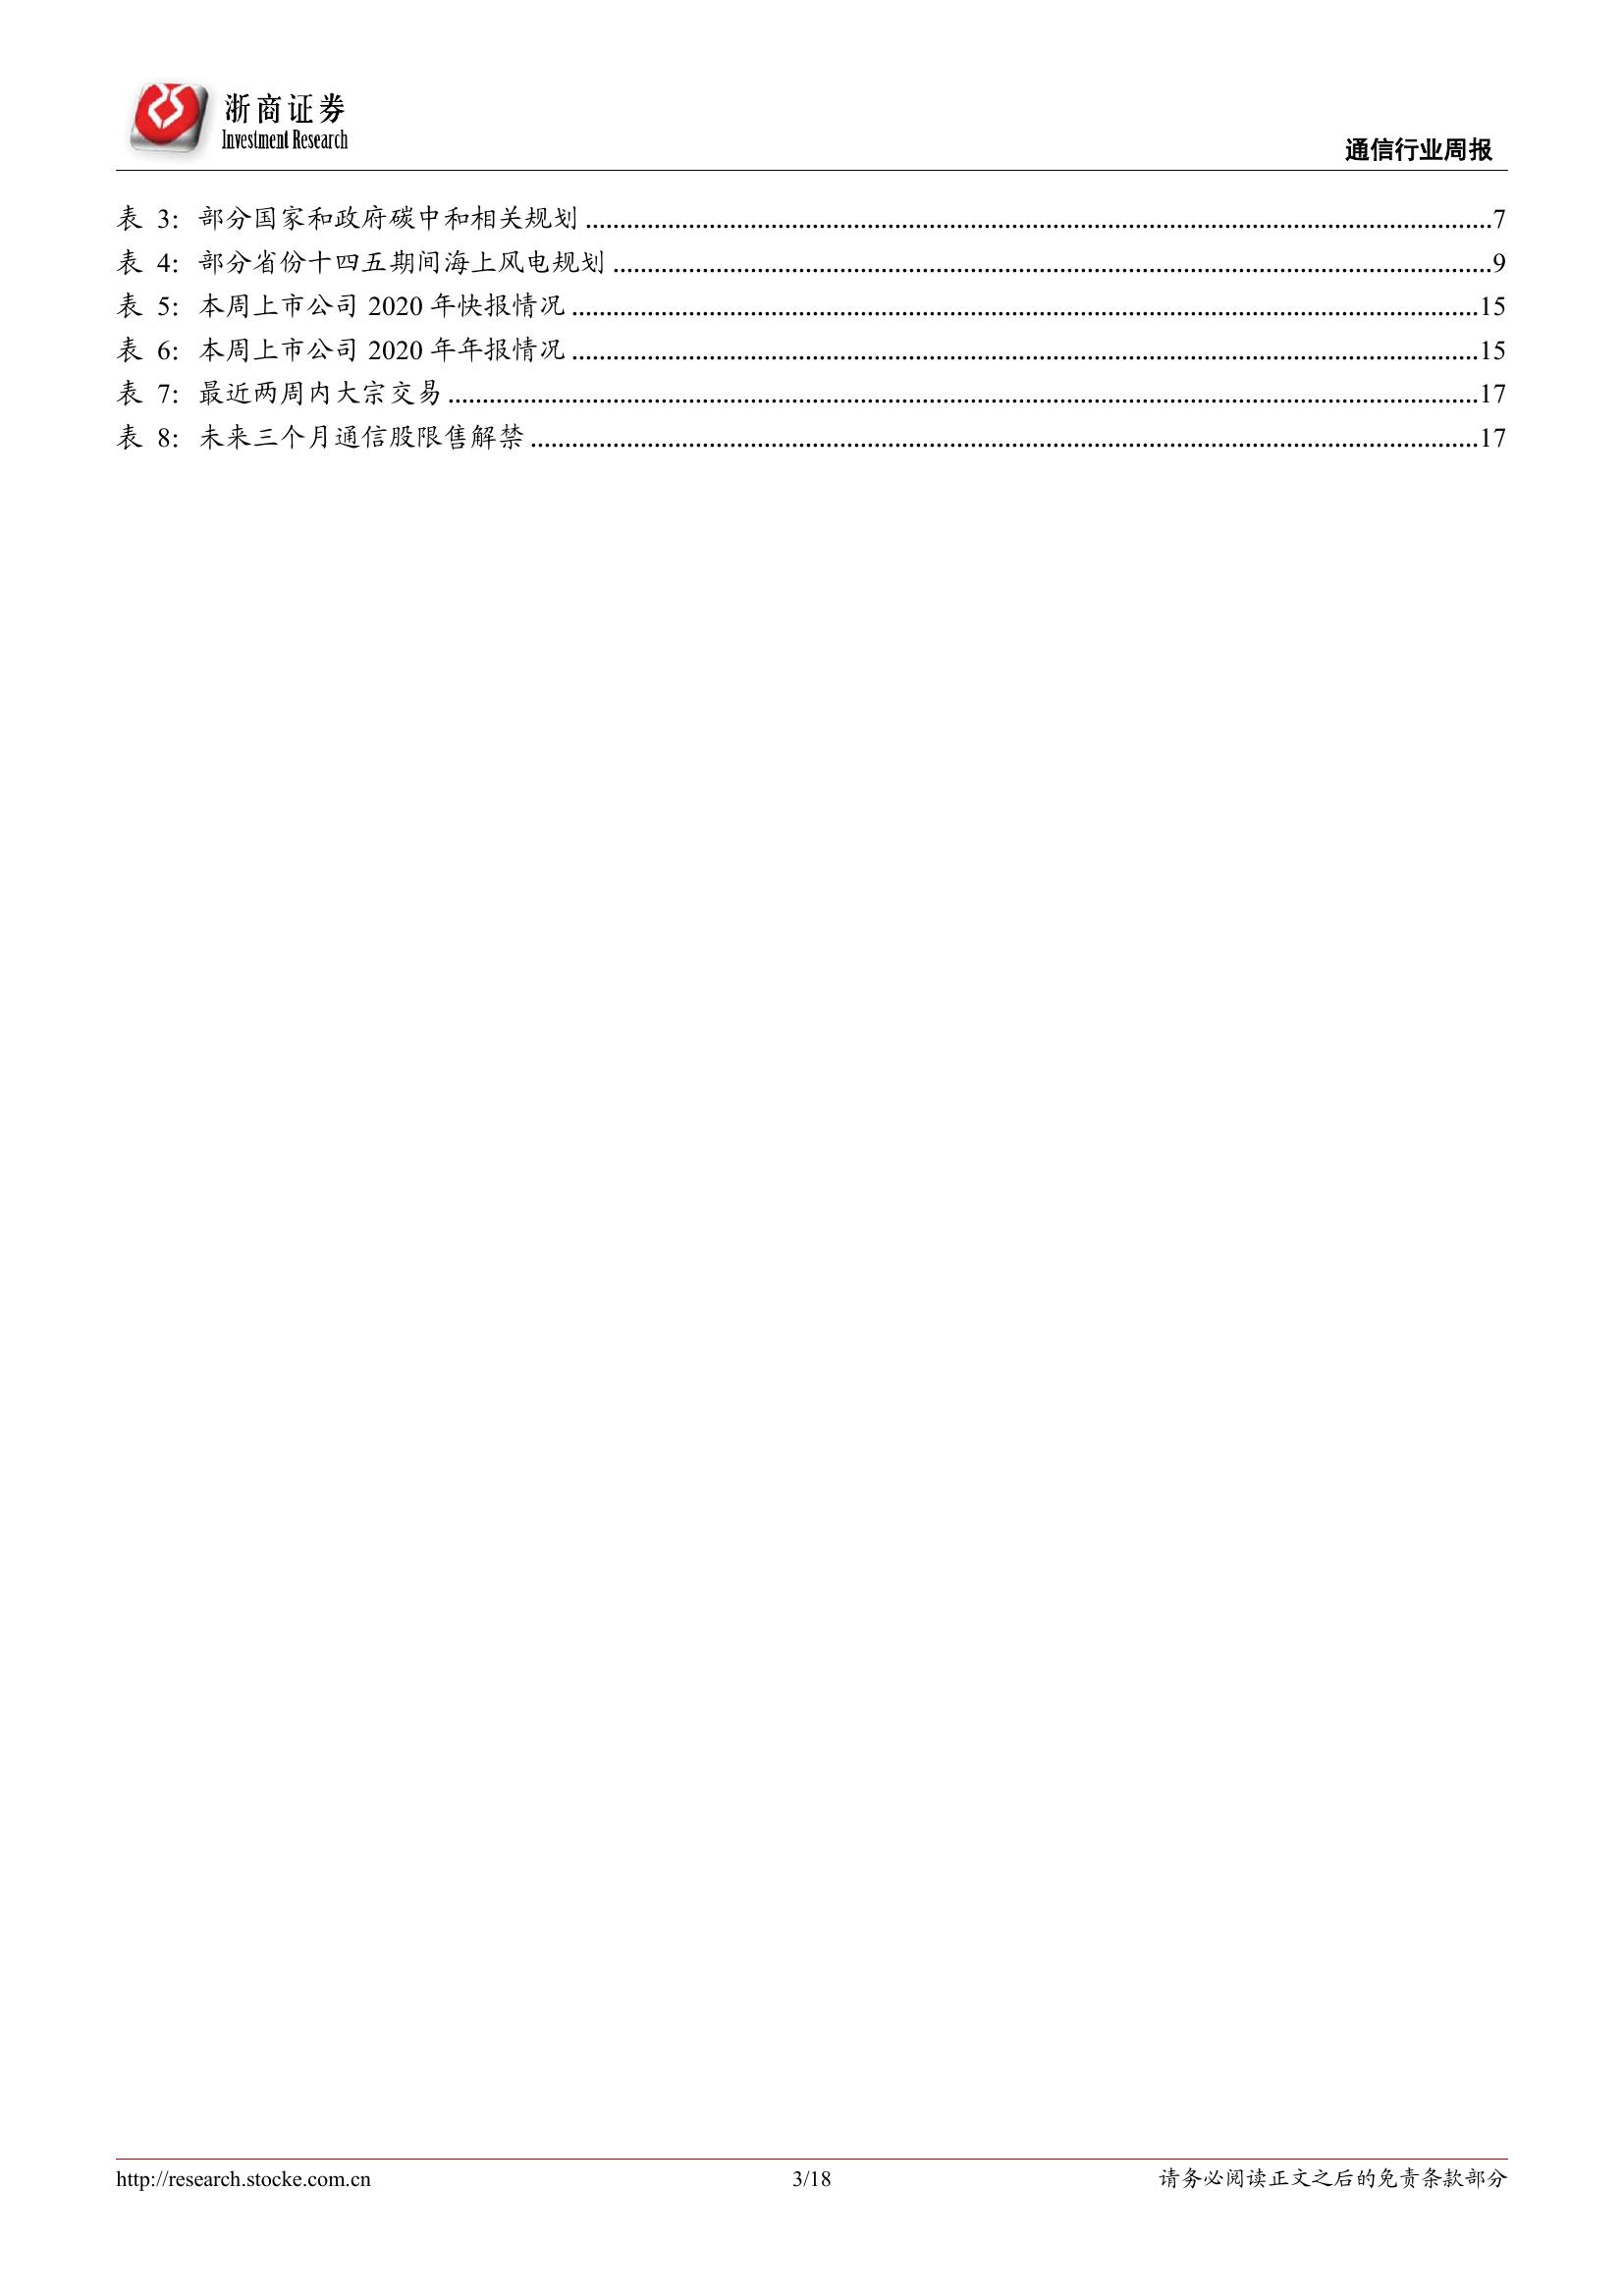 浙商证券
Investment Research
通信行业周报
表 3: 部分国家和政府碳中和相关规划 ..........7
表 4: 部分省份十四五期间海上风电规划 ..........9
表 5: 本周上市公司 2020 年快报情况 ..........15
表 6: 本周上市公司 2020 年年报情况 ..........15
表 7: 最近两周内大宗交易 ..........17
表 8: 未来三个月通信股限售解禁 ..........17
http://research.stocke.com.cn 3/18 请务必阅读正文之后的免责条款部分